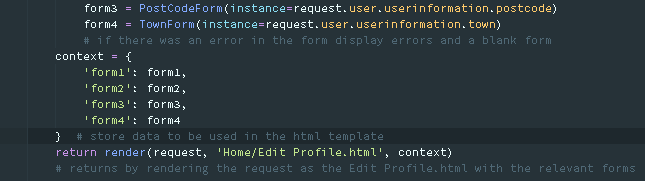 form3 = PostCodeForm(instance=request.user.userinformation.postcode)
form4 = TownForm(instance=request.user.userinformation.town)
# if there was an error in the form display errors and a blank form
context = {
'form1': form1,
'form2': form2,
'form3': form3,
'form4': form4
} # store data to be used in the html template
return render(request, 'Home/Edit Profile.html', context)
# returns by rendering the request as the Edit Profile.html with the relevant forms